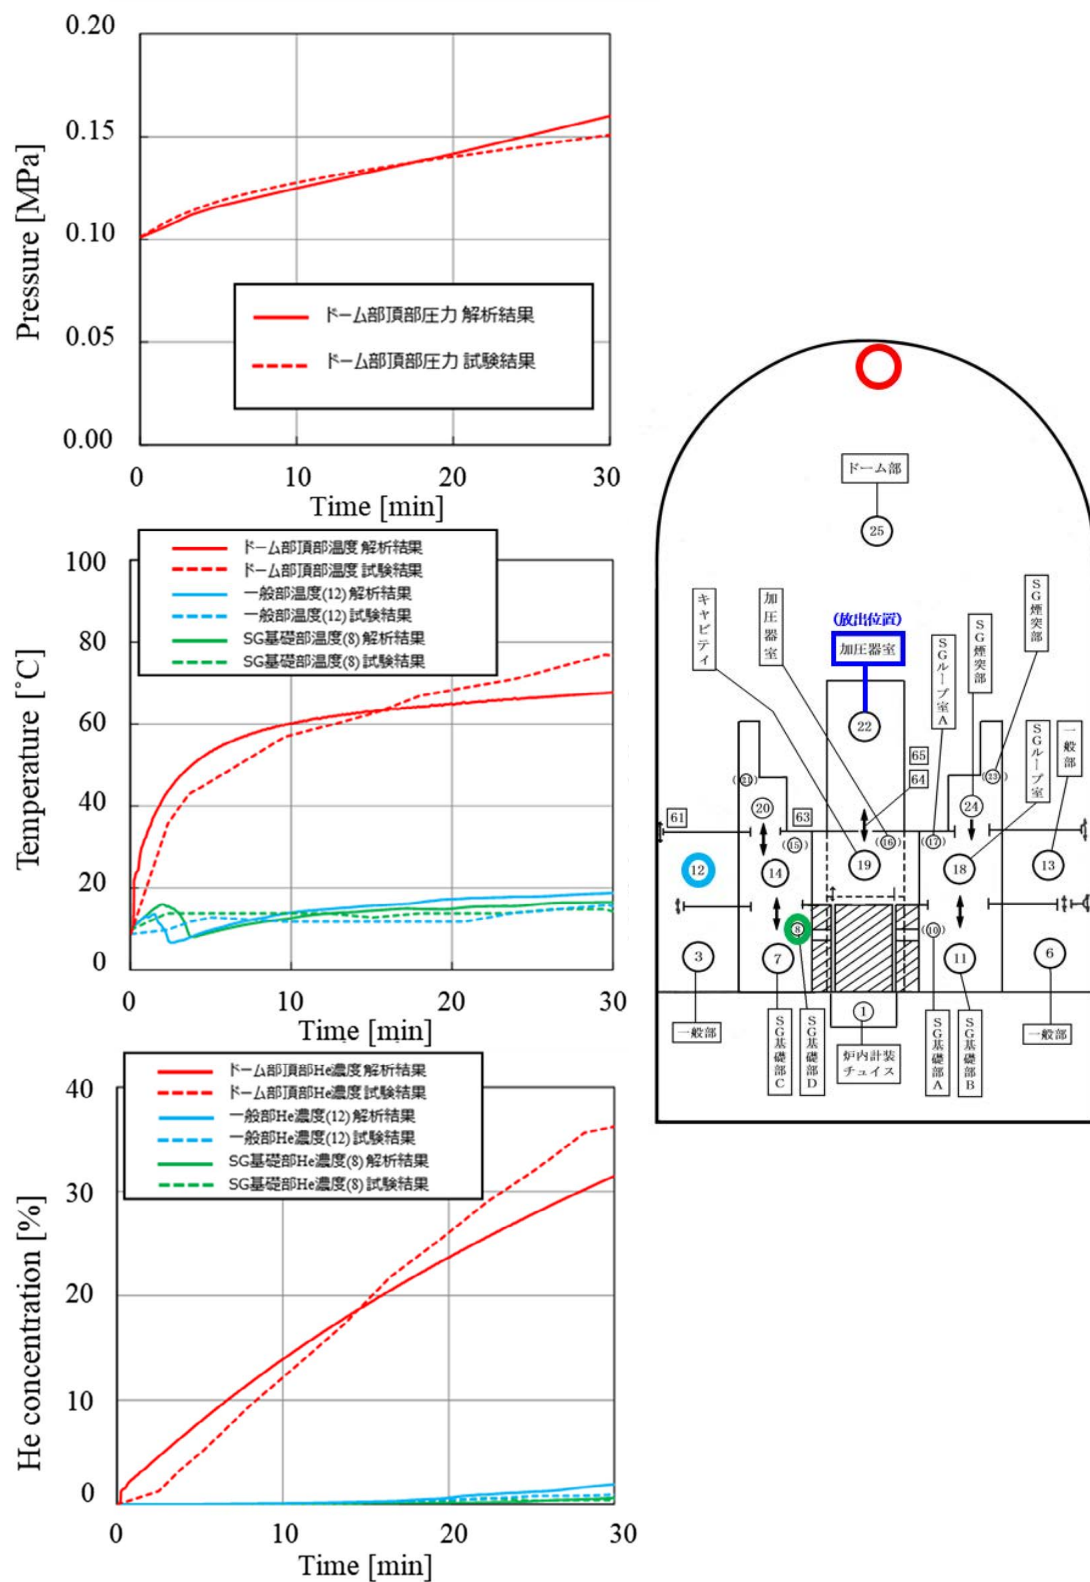 0.20
0.15
0.10
0.05
0.00
Pressure [MPa]
ドーム部頂部圧力 解析結果
ドーム部頂部圧力 試験結果
0
10
20
30
Time [min]
ドーム部頂部温度 解析結果
ドーム部頂部温度 試験結果
一般部温度(12) 解析結果
一般部温度(12) 試験結果
SG基礎部温度(8) 解析結果
SG基礎部温度(8) 試験結果
100
80
60
40
20
0
Temperature [˚C]
0
10
20
30
Time [min]
ドーム部頂部He濃度 解析結果
ドーム部頂部He濃度 試験結果
一般部He濃度(12) 解析結果
一般部He濃度(12) 試験結果
SG基礎部He濃度(8) 解析結果
SG基礎部He濃度(8) 試験結果
40
30
20
10
0
He concentration [%]
0
10
20
30
Time [min]
ドーム部
25
キャビティ
加圧器室
(放出位置)
加圧器室
SGループ室A
SG煙突部
SG煙突部
SGループ室
一般部
22
65
64
(21)
20
(23)
24
61
63
(15)
(16)
(17)
12
14
19
18
13
8
(10)
3
7
11
6
1
一般部
SG基礎部C
SG基礎部D
炉内計装
チュイス
SG基礎部A
SG基礎部B
一般部